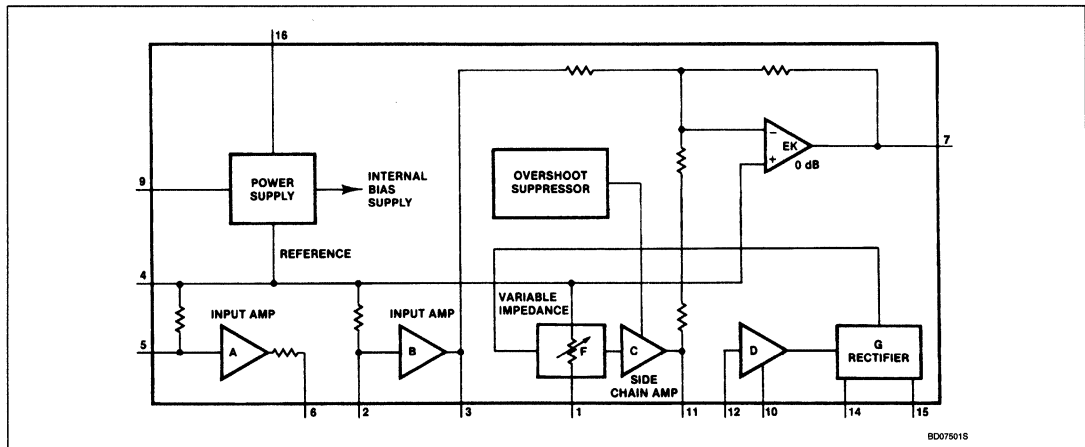 16
POWER
SUPPLY
INTERNAL
BIAS
SUPPLY
OVERSHOOT
SUPPRESSOR
−
EK
+
0 dB
7
9
REFERENCE
4
INPUT AMP
INPUT AMP
VARIABLE
IMPEDANCE
5
A
B
F
C
D
G
RECTIFIER
SIDE
CHAIN AMP
6
2
3
1
11
12
10
14
15
BD07501S